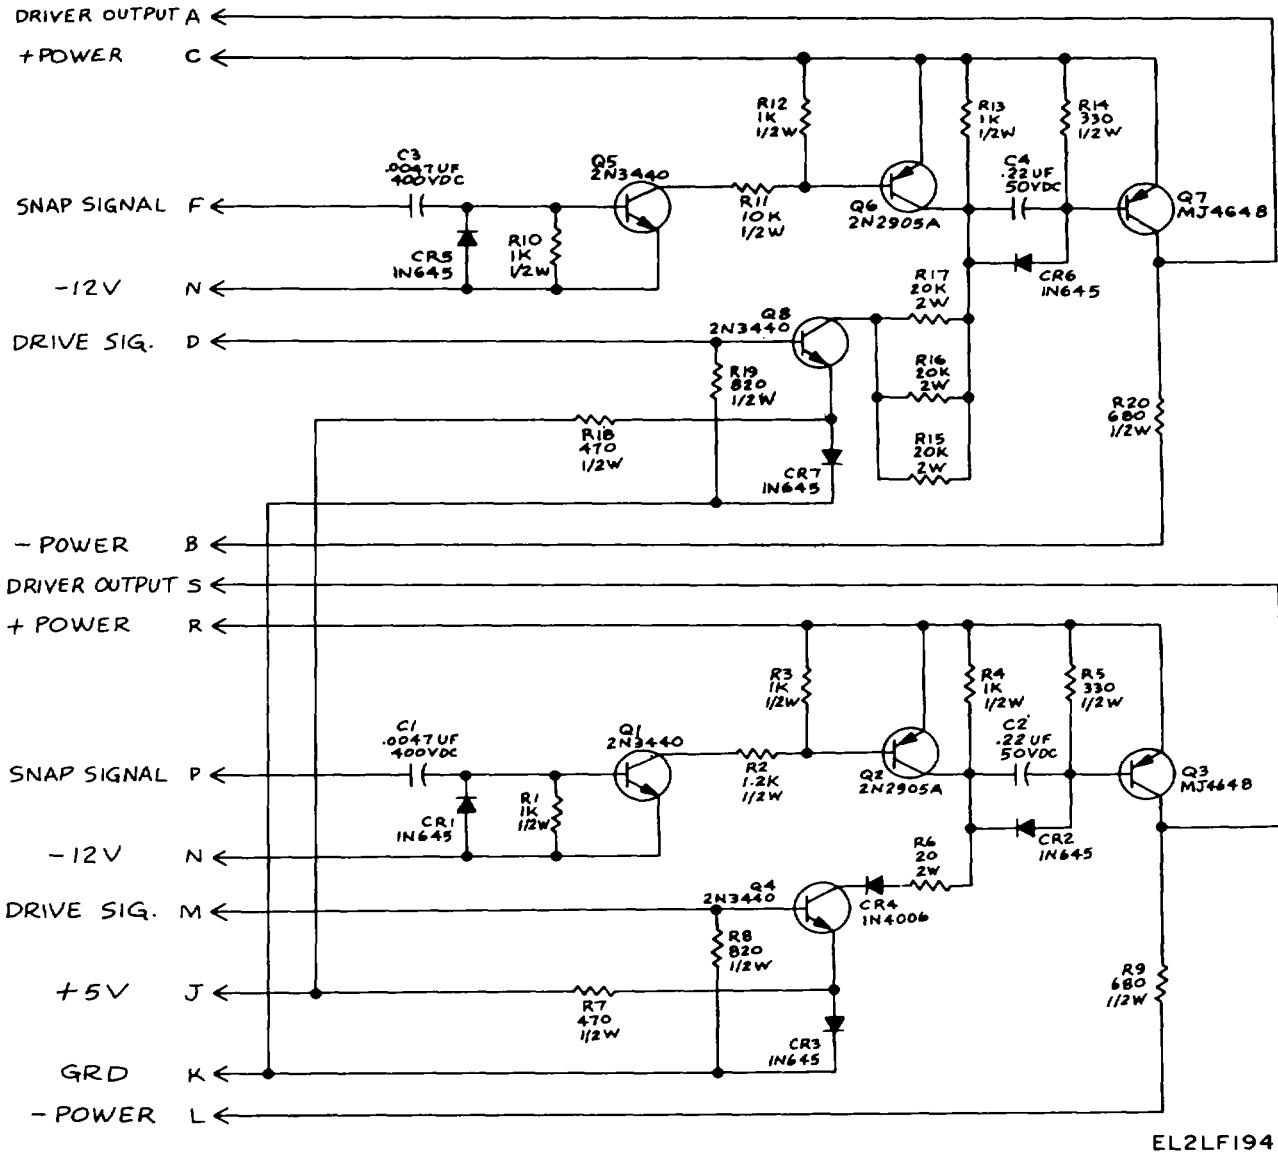 DRIVER OUTPUT A
+POWER C
R12
1K
1/2W
R13
1K
1/2W
R14
330
1/2W
C3
.0047UF
400VDC
Q5
2N3440
C4
.22UF
50VDC
SNAP SIGNAL F
R11
10K
1/2W
Q6
2N2905A
Q7
MJ4648
CR5
1N645
R10
1K
1/2W
CR6
1N645
-12V N
R17
20K
2W
Q8
2N3440
DRIVE SIG. D
R19
820
1/2W
R16
20K
2W
R18
470
1/2W
R15
20K
2W
R20
680
1/2W
CR7
1N645
- POWER B
DRIVER OUTPUT S
+ POWER R
R3
1K
1/2W
R4
1K
1/2W
R5
330
1/2W
C1
.0047UF
400VDC
Q1
2N3440
C2
.22UF
50VDC
SNAP SIGNAL P
R2
1.2K
1/2W
Q2
2N2905A
Q3
MJ4648
CR1
1N645
R1
1K
1/2W
CR2
1N645
-12V N
R6
20
2W
Q4
2N3440
CR4
1N4006
DRIVE SIG. M
R8
820
1/2W
+5V J
R7
470
1/2W
R9
680
1/2W
CR3
1N645
GRD K
- POWER L
EL2LF194